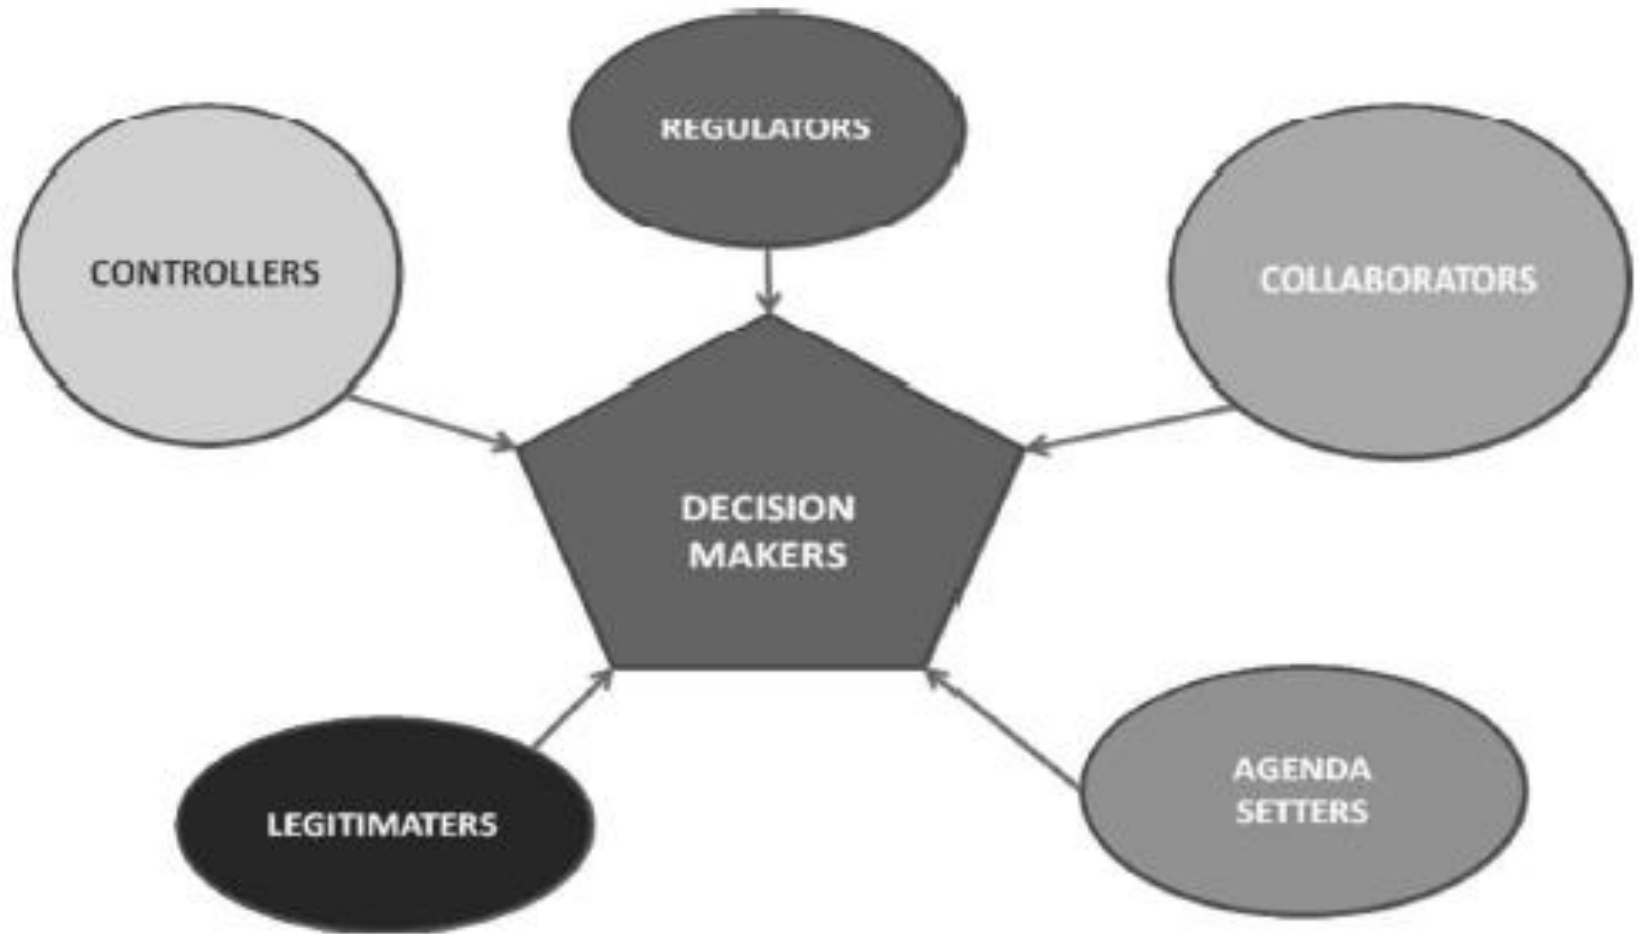 REGULATORS
CONTROLLERS
COLLABORATORS
DECISION
MAKERS
AGENDA
SETTERS
LEGITIMATERS